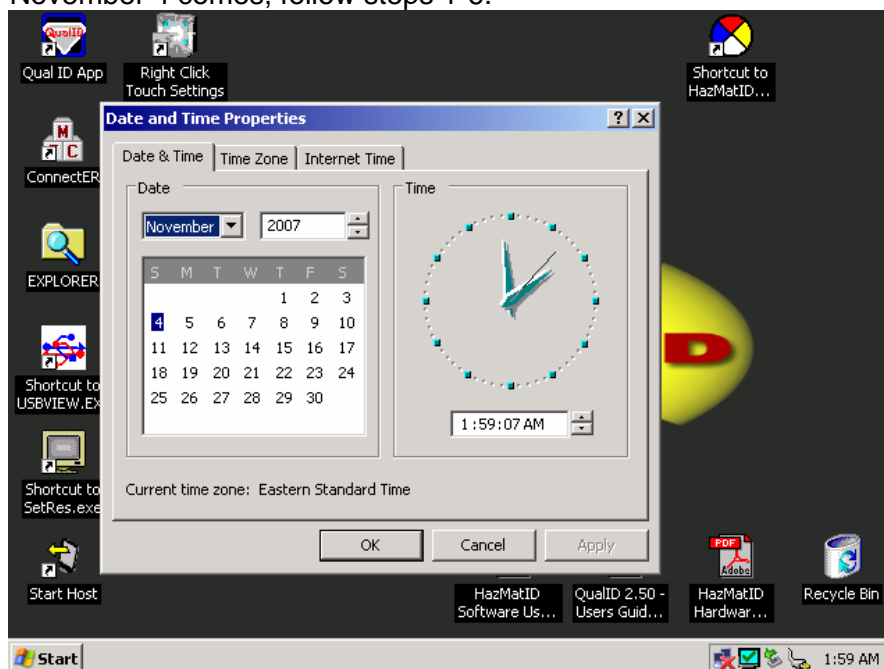 November 4 comes, follow steps 1-3.
Qual ID
Qual ID App
Right Click
Touch Settings
Shortcut to
HazMatID...
Date and Time Properties
Date & Time
Time Zone
Internet Time
M
C
ConnectER
EXPLORER
Shortcut to
USBVIEW.EX
Shortcut to
SetRes.exe
Start Host
Date
November
2007
S M T W T F S
1 2 3
4 5 6 7 8 9 10
11 12 13 14 15 16 17
18 19 20 21 22 23 24
25 26 27 28 29 30
Time
1:59:07 AM
Current time zone: Eastern Standard Time
OK
Cancel
Apply
D
HazMatID
Software Us...
QualID 2.50 -
Users Guid...
PDF
Adobe
HazMatID
Hardwar...
Recycle Bin
Start
1:59 AM